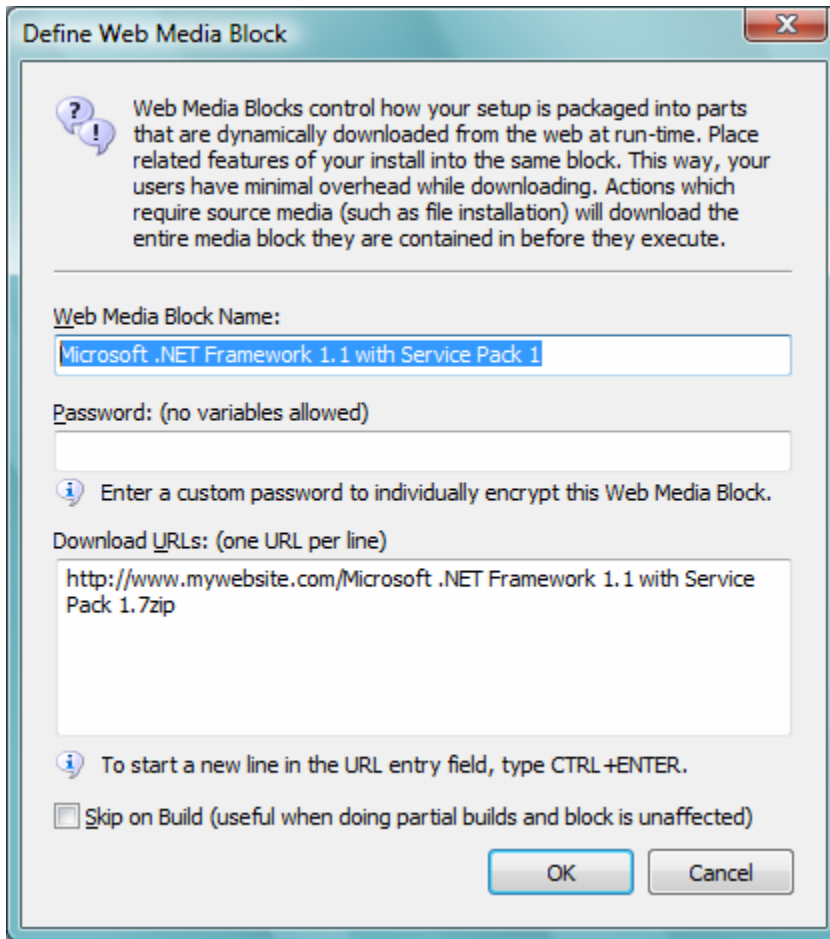 Define Web Media Block
Web Media Blocks control how your setup is packaged into parts
that are dynamically downloaded from the web at run-time. Place
related features of your install into the same block. This way, your
users have minimal overhead while downloading. Actions which
require source media (such as file installation) will download the
entire media block they are contained in before they execute.
Web Media Block Name:
Microsoft .NET Framework 1.1 with Service Pack 1
Password: (no variables allowed)
Enter a custom password to individually encrypt this Web Media Block.
Download URLs: (one URL per line)
http://www.mywebsite.com/Microsoft .NET Framework 1.1 with Service
Pack 1.7zip
To start a new line in the URL entry field, type CTRL+ENTER.
Skip on Build (useful when doing partial builds and block is unaffected)
OK
Cancel